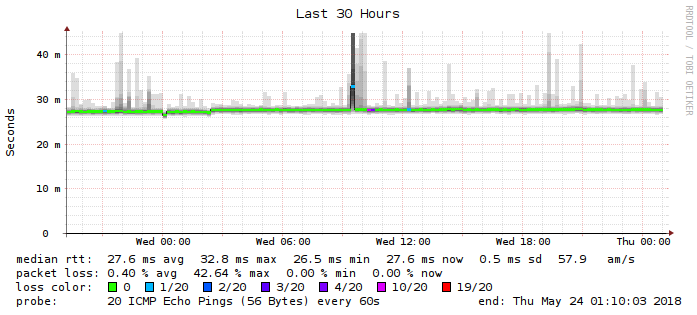 Last 30 Hours
RRDTOOL / TOBI OETIKER
Seconds
40 m
30 m
20 m
10 m
0
Wed 00:00 Wed 06:00 Wed 12:00 Wed 18:00 Thu 00:00
median rtt: 27.6 ms avg 32.8 ms max 26.5 ms min 27.6 ms now 0.5 ms sd 57.9 am/s
packet loss: 0.40 % avg 42.64 % max 0.00 % min 0.00 % now
loss color: 0 1/20 2/20 3/20 4/20 10/20 19/20
probe: 20 ICMP Echo Pings (56 Bytes) every 60s end: Thu May 24 01:10:03 2018